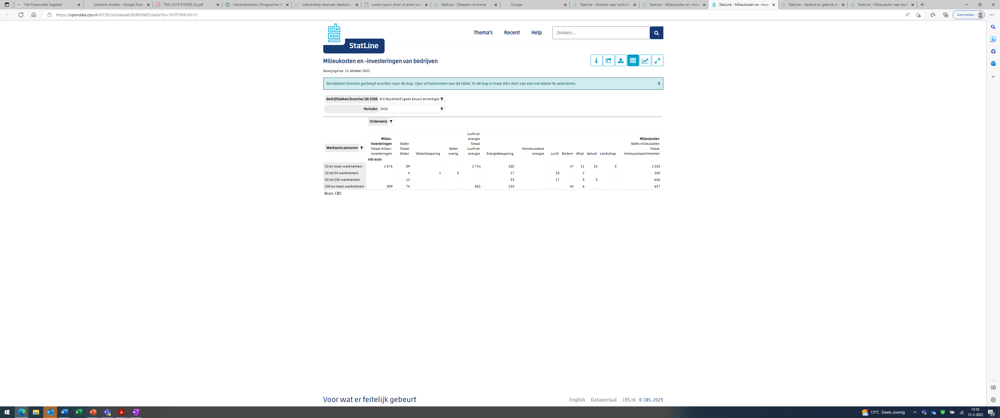 Het Financieele Dagblad
industrie clusters - Google Zoeke
TNO-2019-P10550 (2).pdf
Industrieclusters | Programma Ve
Industrietop doet een Aanbod vo
Lorem ipsum dolor sit amet cons
StatLine - Datasets via thema
Google
StatLine - Emissies naar lucht doo
StatLine - Milieukosten en -inves
StatLine - Milieukosten en -inves
StatLine - Aanbod en gebruik en
StatLine - Milieusector naar bedr
https://opendata.cbs.nl/#/CBS/nl/dataset/82863NED/table?ts=1678706616515
Aanmelden
cbs
StatLine
Thema's Recent Help Zoeken...
Milieukosten en -investeringen van bedrijven
Gewijzigd op: 11 oktober 2022
Variabelen kunnen gesleept worden naar de kop, rijen of kolommen van de tabel. In de kop is maar één item van een variabele te selecteren. X
Bedrijfstakken/branches SBI 2008 B-E Nijverheid (geen bouw) en energie
Perioden 2020
Onderwerp
Lucht en
energie
Milieu- Totaal Milieukosten
investeringen Water Totaal Netto milieulasten
Werkzame personen Totaal milieu- Totaal Water Lucht en Hernieuwbare Totaal
investeringen Water Waterbesparing overig energie Energiebesparing energie Lucht Bodem Afval Geluid Landschap milieucompartimenten
mln euro
10 en meer werknemers 2 876 89 . . 2 714 180 . . 47 11 10 3 1 503
10 tot 50 werknemers . 4 1 3 . 17 . 18 . 2 . . 260
50 tot 200 werknemers . 12 . . . 33 . 17 . 3 3 . 606
200 en meer werknemers 809 74 . . 681 130 . . 40 6 . . 637
Bron: CBS
Voor wat er feitelijk gebeurt
English Dataportaal CBS.nl © CBS, 2023
13°C Deels zonnig
15:10
13-3-2023
22